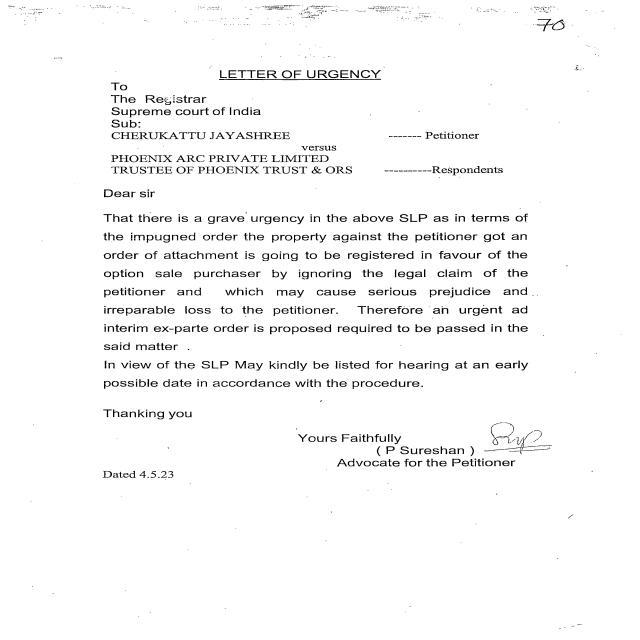 70
LETTER OF URGENCY
To
The Registrar
Supreme court of India
Sub:
CHERUKATTU JAYASHREE ------- Petitioner
versus
PHOENIX ARC PRIVATE LIMITED
TRUSTEE OF PHOENIX TRUST & ORS ----------Respondents
Dear sir
That there is a grave urgency in the above SLP as in terms of
the impugned order the property against the petitioner got an
order of attachment is going to be registered in favour of the
option sale purchaser by ignoring the legal claim of the
petitioner and which may cause serious prejudice and
irreparable loss to the petitioner. Therefore an urgent ad
interim ex-parte order is proposed required to be passed in the
said matter .
In view of the SLP May kindly be listed for hearing at an early
possible date in accordance with the procedure.
Thanking you
Yours Faithfully
( P Sureshan )
Advocate for the Petitioner
Dated 4.5.23